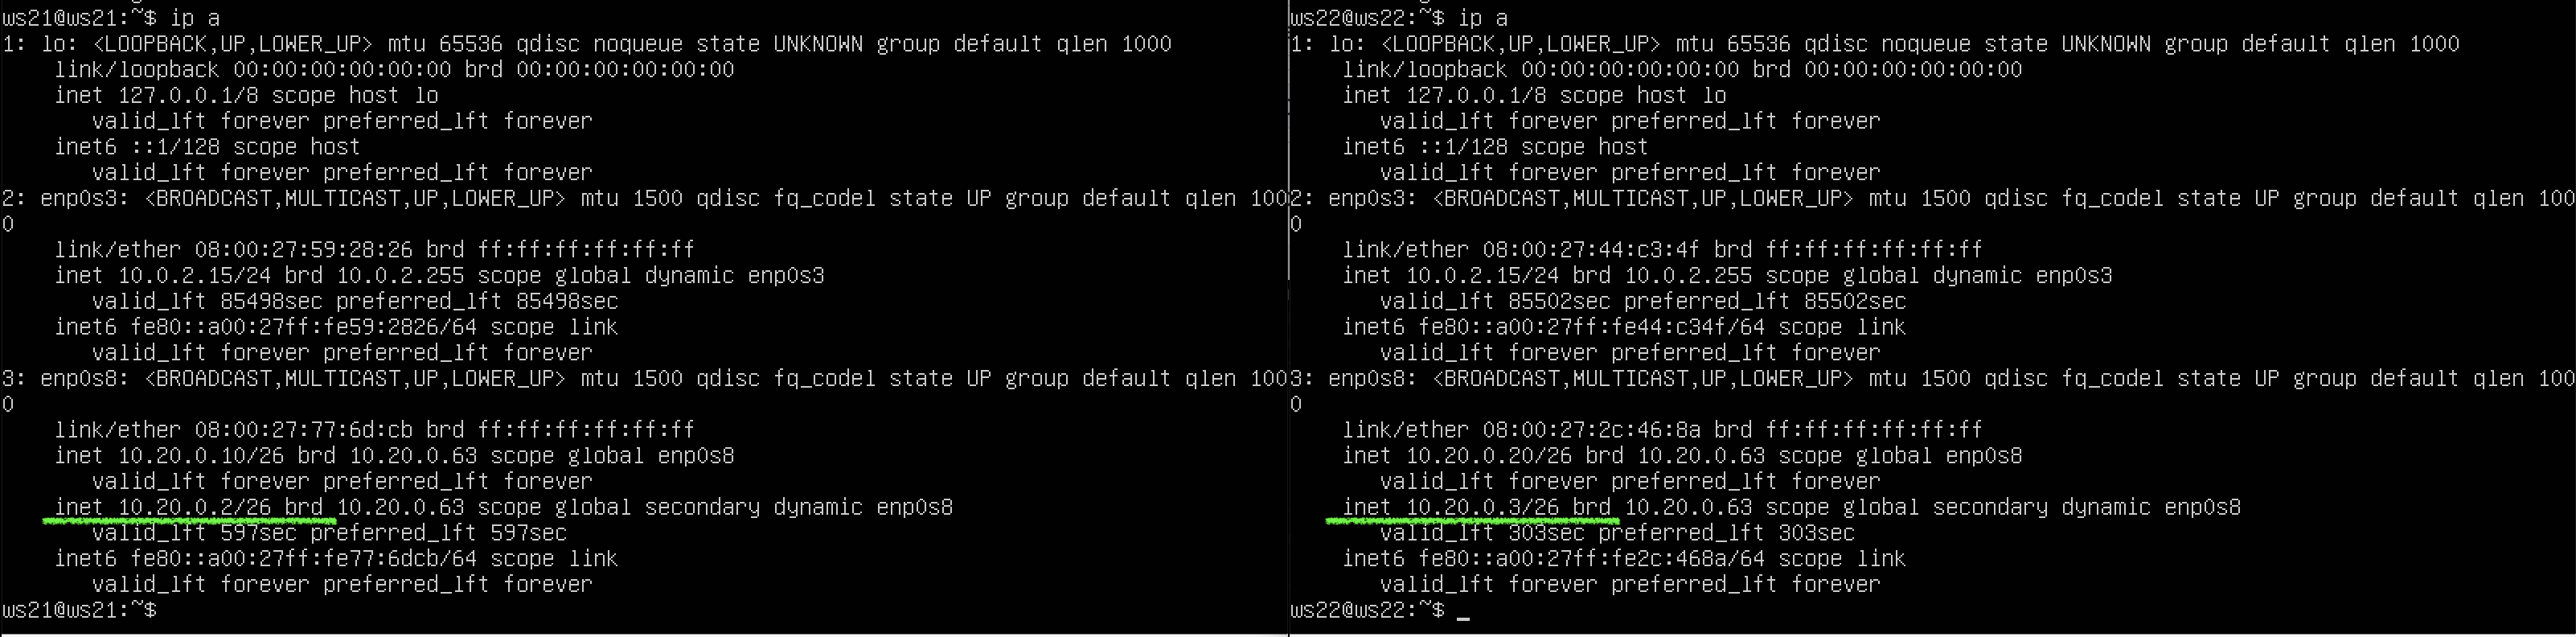 ws21@ws21:~$ ip a
1: lo: <LOOPBACK,UP,LOWER_UP> mtu 65536 qdisc noqueue state UNKNOWN group default qlen 1000
    link/loopback 00:00:00:00:00:00 brd 00:00:00:00:00:00
    inet 127.0.0.1/8 scope host lo
       valid_lft forever preferred_lft forever
    inet6 ::1/128 scope host
       valid_lft forever preferred_lft forever
2: enp0s3: <BROADCAST,MULTICAST,UP,LOWER_UP> mtu 1500 qdisc fq_codel state UP group default qlen 100
0
    link/ether 08:00:27:59:28:26 brd ff:ff:ff:ff:ff:ff
    inet 10.0.2.15/24 brd 10.0.2.255 scope global dynamic enp0s3
       valid_lft 85498sec preferred_lft 85498sec
    inet6 fe80::a00:27ff:fe59:2826/64 scope link
       valid_lft forever preferred_lft forever
3: enp0s8: <BROADCAST,MULTICAST,UP,LOWER_UP> mtu 1500 qdisc fq_codel state UP group default qlen 100
0
    link/ether 08:00:27:77:6d:cb brd ff:ff:ff:ff:ff:ff
    inet 10.20.0.10/26 brd 10.20.0.63 scope global enp0s8
       valid_lft forever preferred_lft forever
    inet 10.20.0.2/26 brd 10.20.0.63 scope global secondary dynamic enp0s8
       valid_lft 597sec preferred_lft 597sec
    inet6 fe80::a00:27ff:fe77:6dcb/64 scope link
       valid_lft forever preferred_lft forever
ws21@ws21:~$
ws22@ws22:~$ ip a
1: lo: <LOOPBACK,UP,LOWER_UP> mtu 65536 qdisc noqueue state UNKNOWN group default qlen 1000
    link/loopback 00:00:00:00:00:00 brd 00:00:00:00:00:00
    inet 127.0.0.1/8 scope host lo
       valid_lft forever preferred_lft forever
    inet6 ::1/128 scope host
       valid_lft forever preferred_lft forever
2: enp0s3: <BROADCAST,MULTICAST,UP,LOWER_UP> mtu 1500 qdisc fq_codel state UP group default qlen 100
0
    link/ether 08:00:27:44:c3:4f brd ff:ff:ff:ff:ff:ff
    inet 10.0.2.15/24 brd 10.0.2.255 scope global dynamic enp0s3
       valid_lft 85502sec preferred_lft 85502sec
    inet6 fe80::a00:27ff:fe44:c34f/64 scope link
       valid_lft forever preferred_lft forever
3: enp0s8: <BROADCAST,MULTICAST,UP,LOWER_UP> mtu 1500 qdisc fq_codel state UP group default qlen 100
0
    link/ether 08:00:27:2c:46:8a brd ff:ff:ff:ff:ff:ff
    inet 10.20.0.20/26 brd 10.20.0.63 scope global enp0s8
       valid_lft forever preferred_lft forever
    inet 10.20.0.3/26 brd 10.20.0.63 scope global secondary dynamic enp0s8
       valid_lft 303sec preferred_lft 303sec
    inet6 fe80::a00:27ff:fe2c:468a/64 scope link
       valid_lft forever preferred_lft forever
ws22@ws22:~$ _